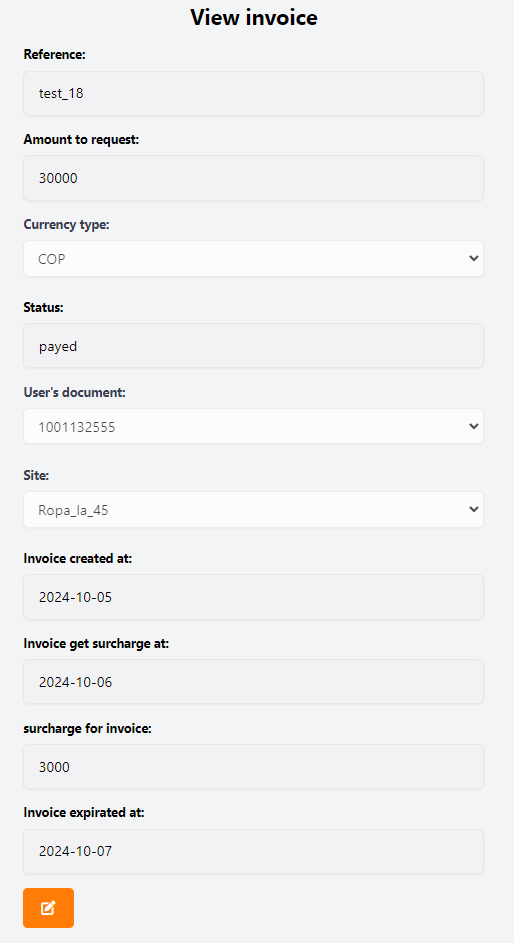 View invoice
Reference:
test_18
Amount to request:
30000
Currency type:
COP
Status:
payed
User's document:
1001132555
Site:
Ropa_la_45
Invoice created at:
2024-10-05
Invoice get surcharge at:
2024-10-06
surcharge for invoice:
3000
Invoice expirated at:
2024-10-07